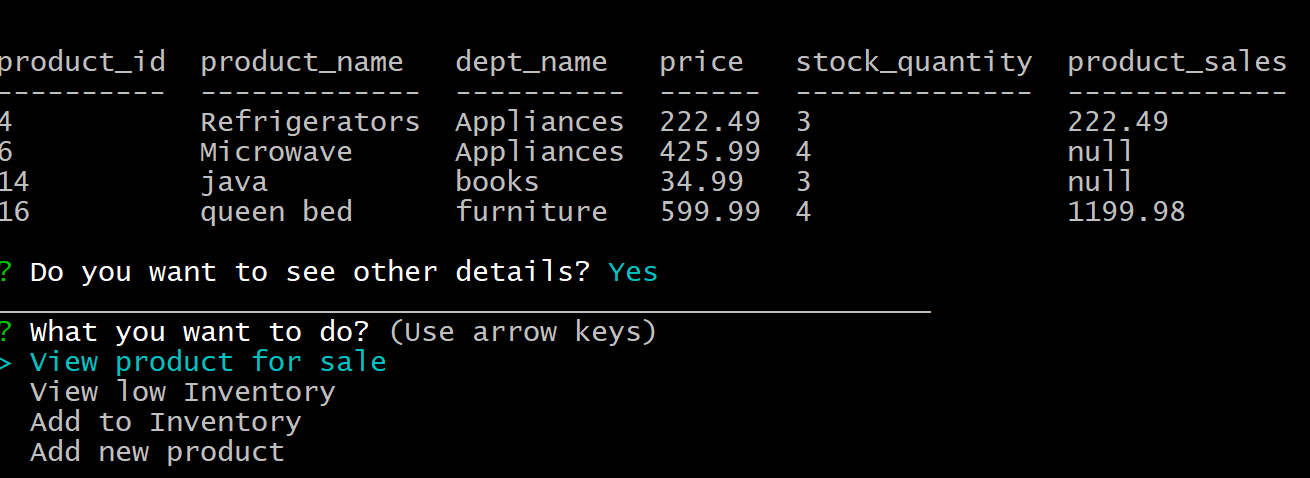 product_id  product_name   dept_name   price   stock_quantity  product_sales
----------  -------------  ----------  ------  --------------  -------------
4           Refrigerators  Appliances  222.49  3               222.49
6           Microwave      Appliances  425.99  4               null
14          java           books       34.99   3               null
16          queen bed      furniture   599.99  4               1199.98
? Do you want to see other details? Yes
_______________________________________________________
? What you want to do? (Use arrow keys)
> View product for sale
  View low Inventory
  Add to Inventory
  Add new product